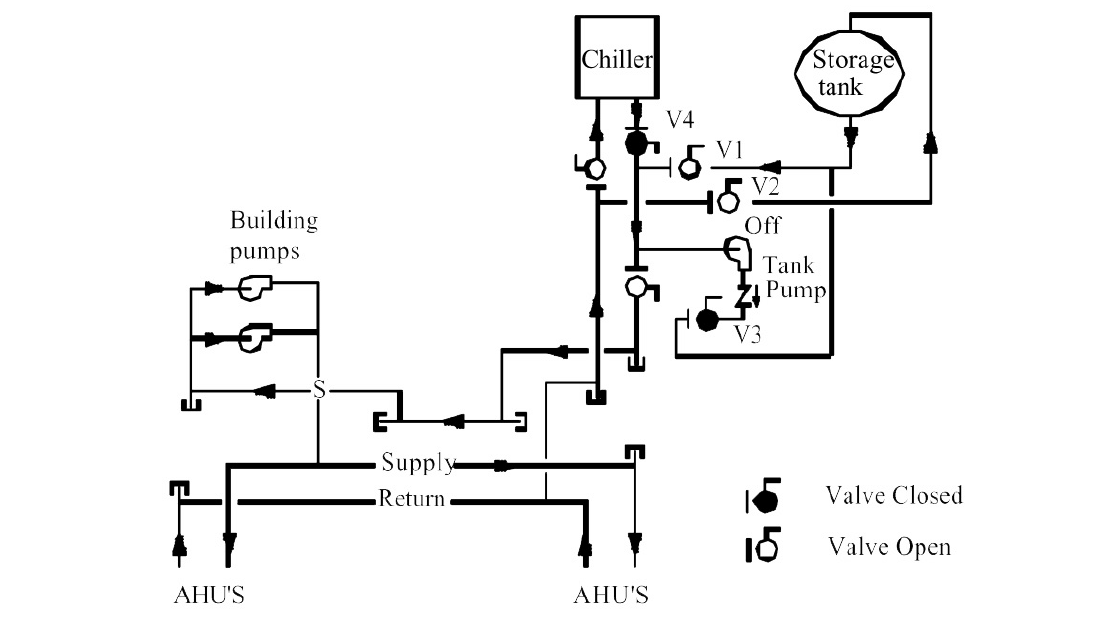 Chiller
Storage
tank
V4
V1
V2
Off
Building
pumps
Tank
Pump
V3
S
Supply
Return
Valve Closed
Valve Open
AHU'S
AHU'S